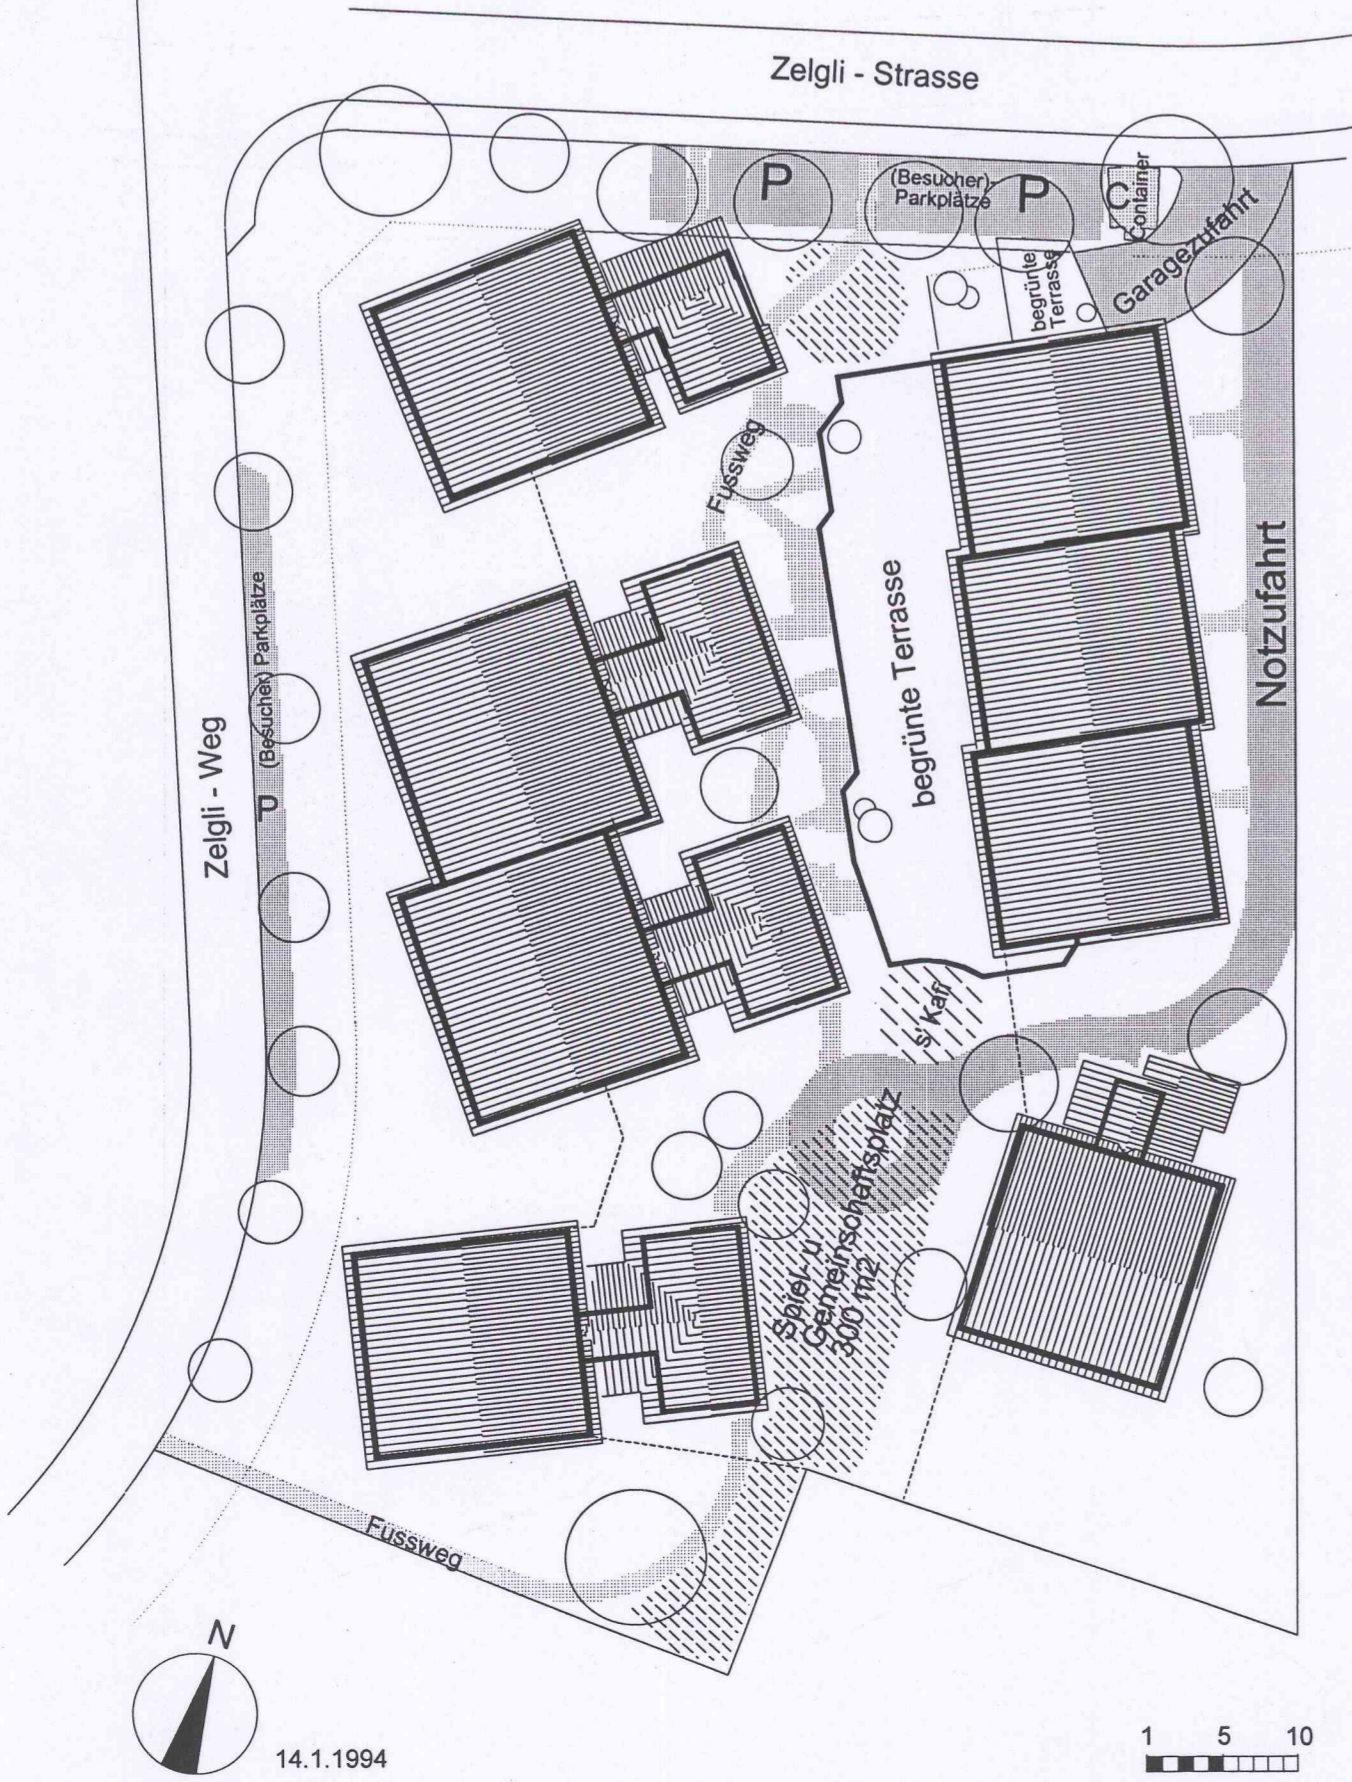 Zelgli - Strasse
P
(Besucher)-
Parkplätze
P
C
Container
Garagezufahrt
begrünte
Terrasse
Fussweg
begrünte Terrasse
Notzufahrt
(Besucher) Parkplätze
P
Zelgli - Weg
s' Kafi
Spiel- u
Gemeinschaftsplatz
300 m2
Fussweg
N
14.1.1994
1 5 10